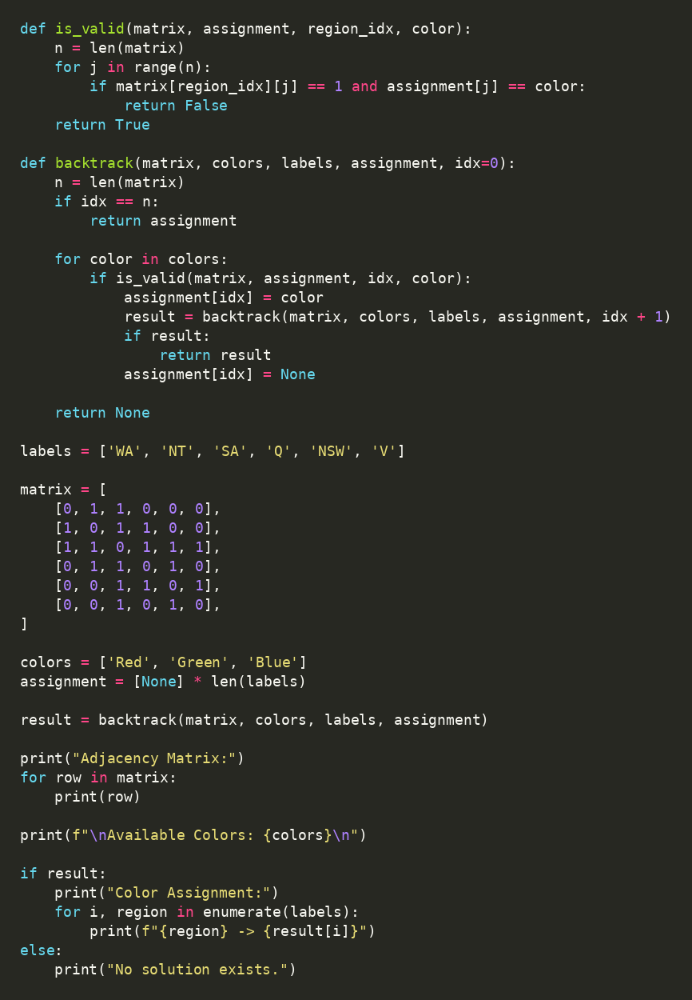 def is_valid(matrix, assignment, region_idx, color):
    n = len(matrix)
    for j in range(n):
        if matrix[region_idx][j] == 1 and assignment[j] == color:
            return False
    return True

def backtrack(matrix, colors, labels, assignment, idx=0):
    n = len(matrix)
    if idx == n:
        return assignment

    for color in colors:
        if is_valid(matrix, assignment, idx, color):
            assignment[idx] = color
            result = backtrack(matrix, colors, labels, assignment, idx + 1)
            if result:
                return result
            assignment[idx] = None

    return None

labels = ['WA', 'NT', 'SA', 'Q', 'NSW', 'V']

matrix = [
    [0, 1, 1, 0, 0, 0],
    [1, 0, 1, 1, 0, 0],
    [1, 1, 0, 1, 1, 1],
    [0, 1, 1, 0, 1, 0],
    [0, 0, 1, 1, 0, 1],
    [0, 0, 1, 0, 1, 0],
]

colors = ['Red', 'Green', 'Blue']
assignment = [None] * len(labels)

result = backtrack(matrix, colors, labels, assignment)

print("Adjacency Matrix:")
for row in matrix:
    print(row)

print(f"\nAvailable Colors: {colors}\n")

if result:
    print("Color Assignment:")
    for i, region in enumerate(labels):
        print(f"{region} -> {result[i]}")
else:
    print("No solution exists.")